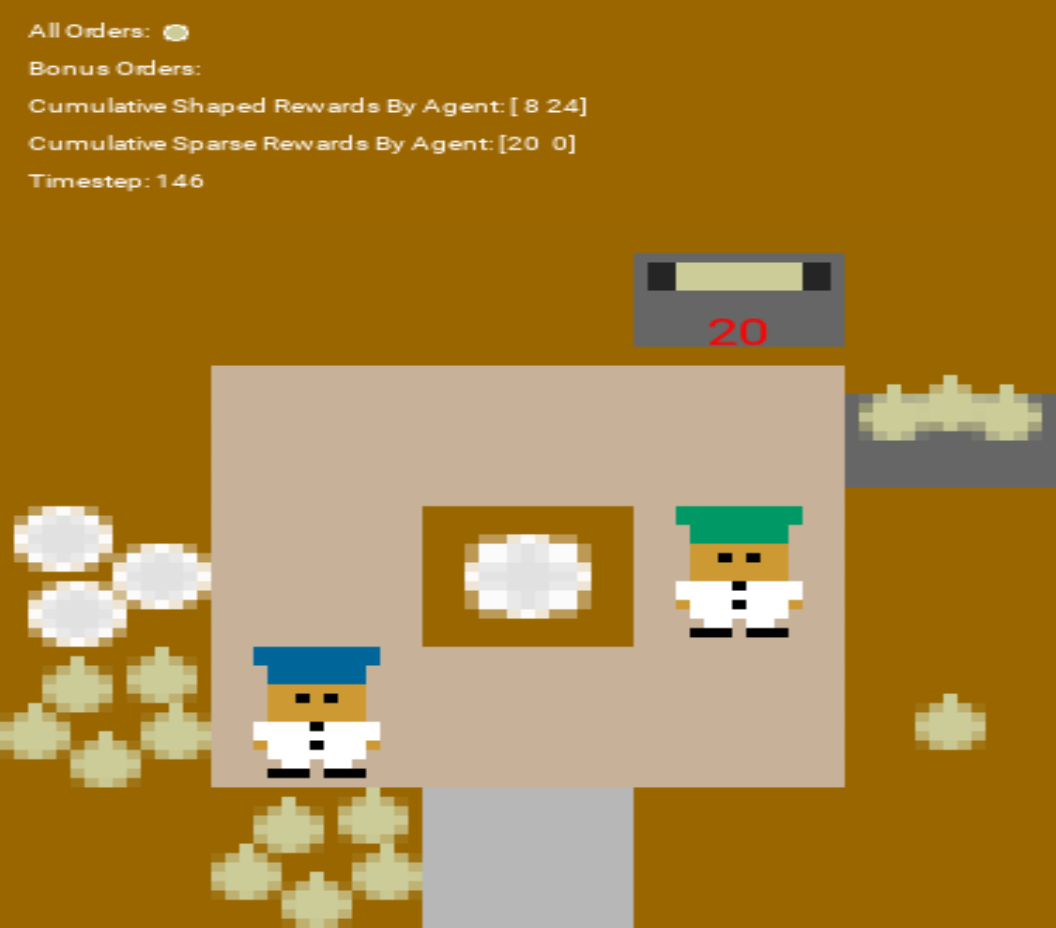 All Orders:
Bonus Orders:
Cumulative Shaped Rewards By Agent: [ 8 24]
Cumulative Sparse Rewards By Agent: [20  0]
Timestep: 146
20